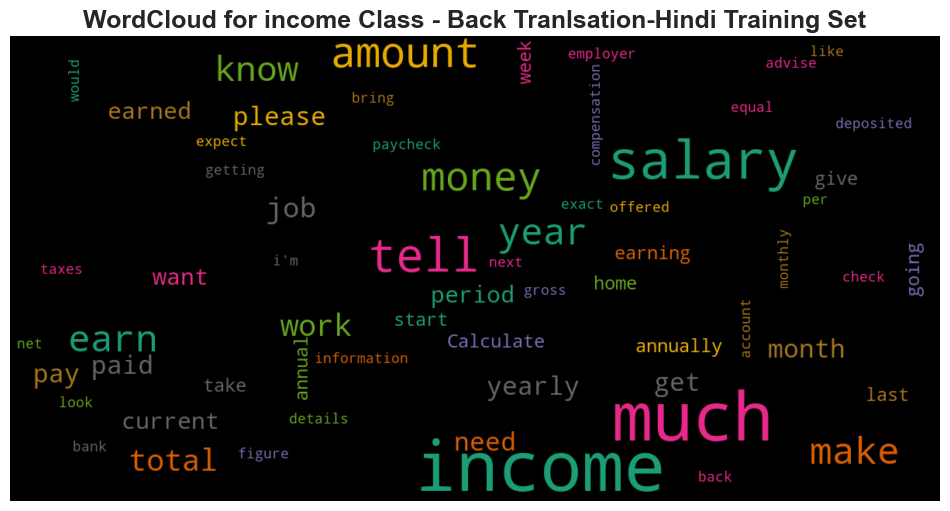 WordCloud for income Class - Back Tranlsation-Hindi Training Set
would
know
amount
week
employer
like
advise
earned
please
bring
compensation
equal
deposited
expect
paycheck
salary
getting
money
give
job
exact
offered
per
year
tell
i'm
next
earning
monthly
going
taxes
want
home
check
period
gross
start
work
earn
net
Calculate
annually
account
month
paid
annual
information
pay
take
yearly
get
last
look
current
details
much
bank
figure
need
make
total
income
back